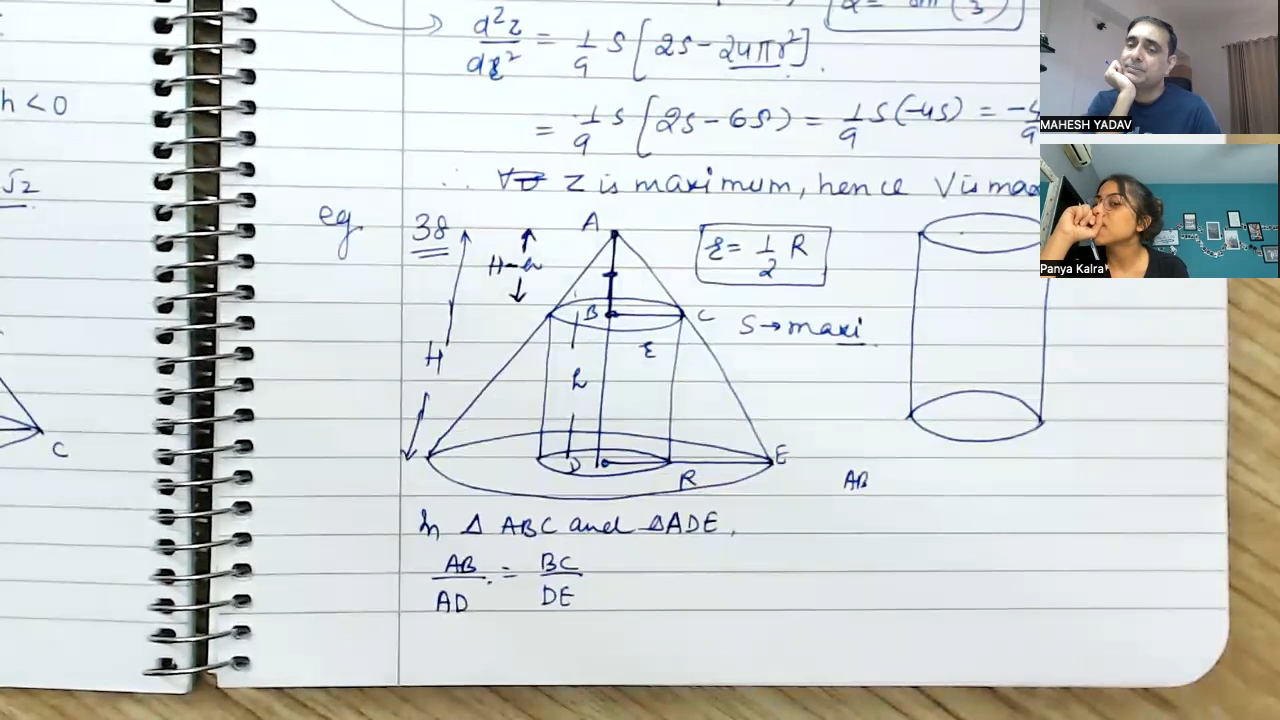 d²z/dr² = 1/9 S [2S - 24πr²].
= 1/9 S [2S - 6S) = 1/9 S(-4S) =
h < 0
√2
∴ Z is maximum, hence V is
eg 38
A
H-h
r = 1/2 R
B
C
S → maxi
r
H
h
C
D
E
R
AB
In Δ ABC and ΔADE,
AB/AD = BC/DE
MAHESH YADAV
Panya Kalra